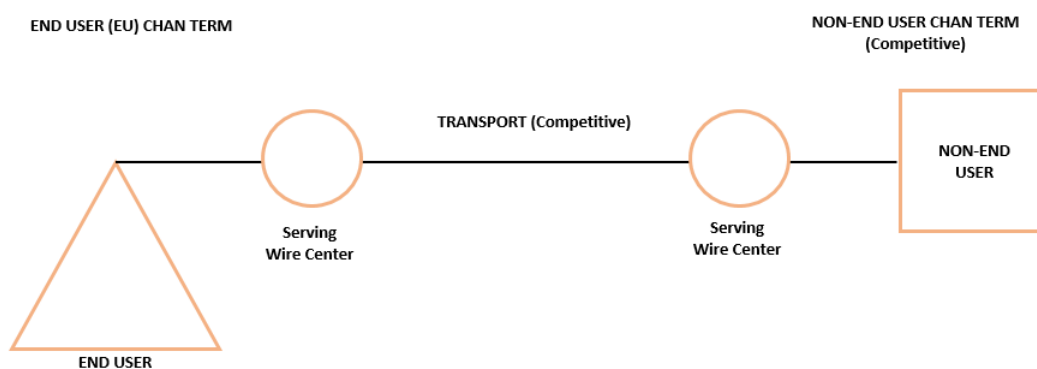 END USER (EU) CHAN TERM
NON-END USER CHAN TERM
(Competitive)
TRANSPORT (Competitive)
NON-END
USER
Serving
Wire Center
Serving
Wire Center
END USER